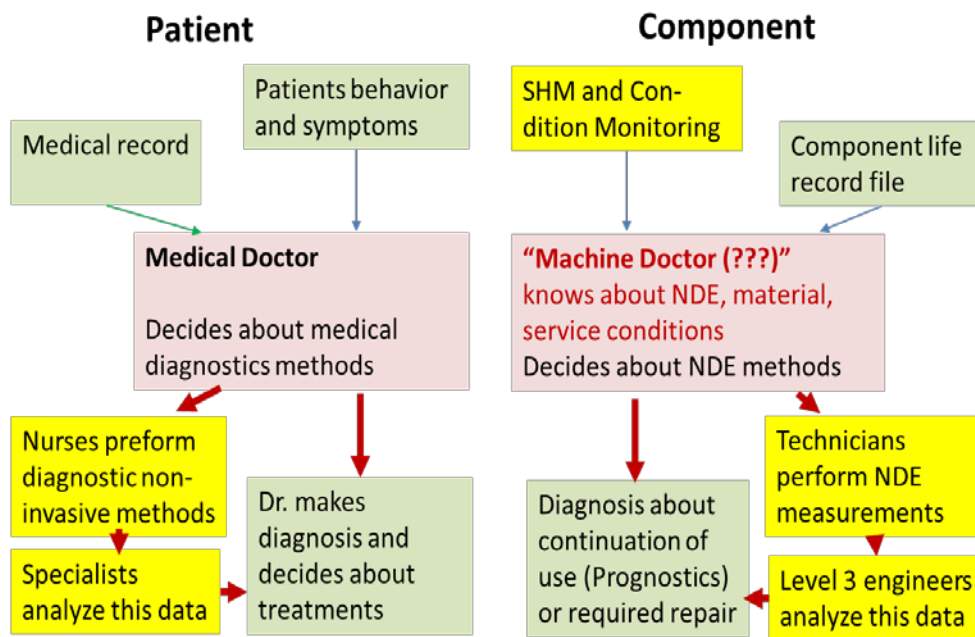 Patient
Patients behavior
and symptoms
Medical record
Medical Doctor
Decides about medical
diagnostics methods
Nurses preform
diagnostic non-
invasive methods
Specialists
analyze this data
Dr. makes
diagnosis and
decides about
treatments
Component
SHM and Con-
dition Monitoring
Component life
record file
“Machine Doctor (???)”
knows about NDE, material,
service conditions
Decides about NDE methods
Technicians
perform NDE
measurements
Level 3 engineers
analyze this data
Diagnosis about
continuation of
use (Prognostics)
or required repair